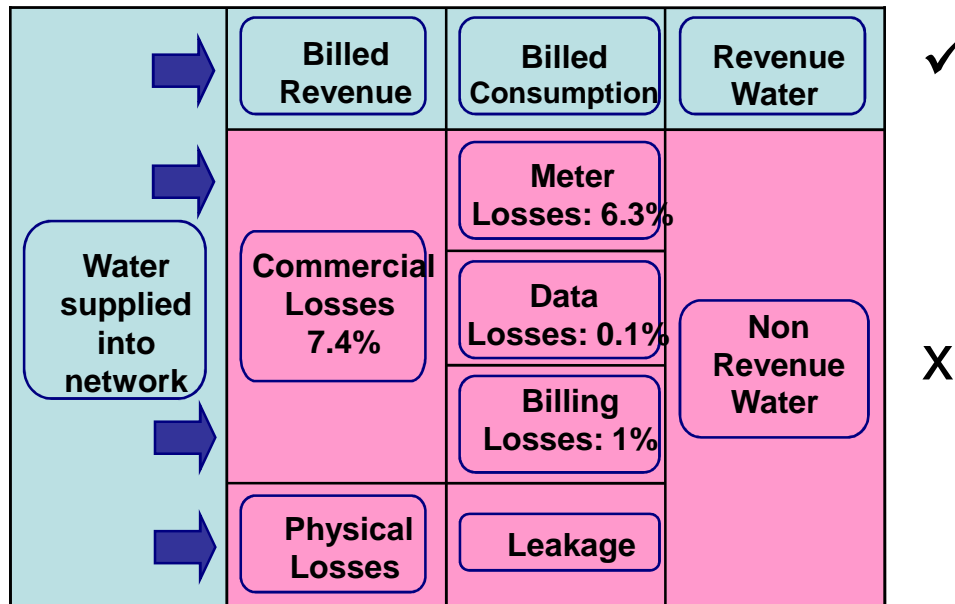 Billed
Revenue
Billed
Consumption
Revenue
Water
✓
Water
supplied
into
network
Commercial
Losses
7.4%
Meter
Losses: 6.3%
Data
Losses: 0.1%
Billing
Losses: 1%
Non
Revenue
Water
X
Physical
Losses
Leakage